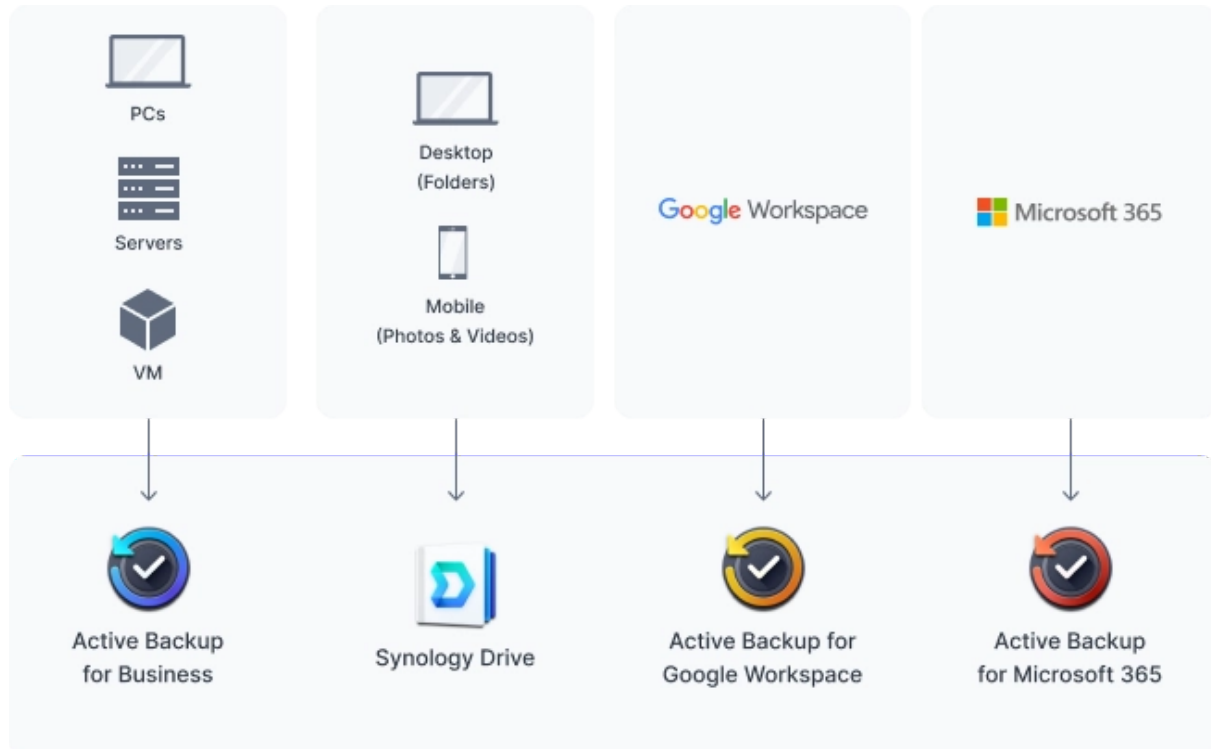 PCs
Servers
VM
Desktop
(Folders)
Mobile
(Photos & Videos)
Google Workspace
Microsoft 365
Active Backup
for Business
Synology Drive
Active Backup for
Google Workspace
Active Backup
for Microsoft 365